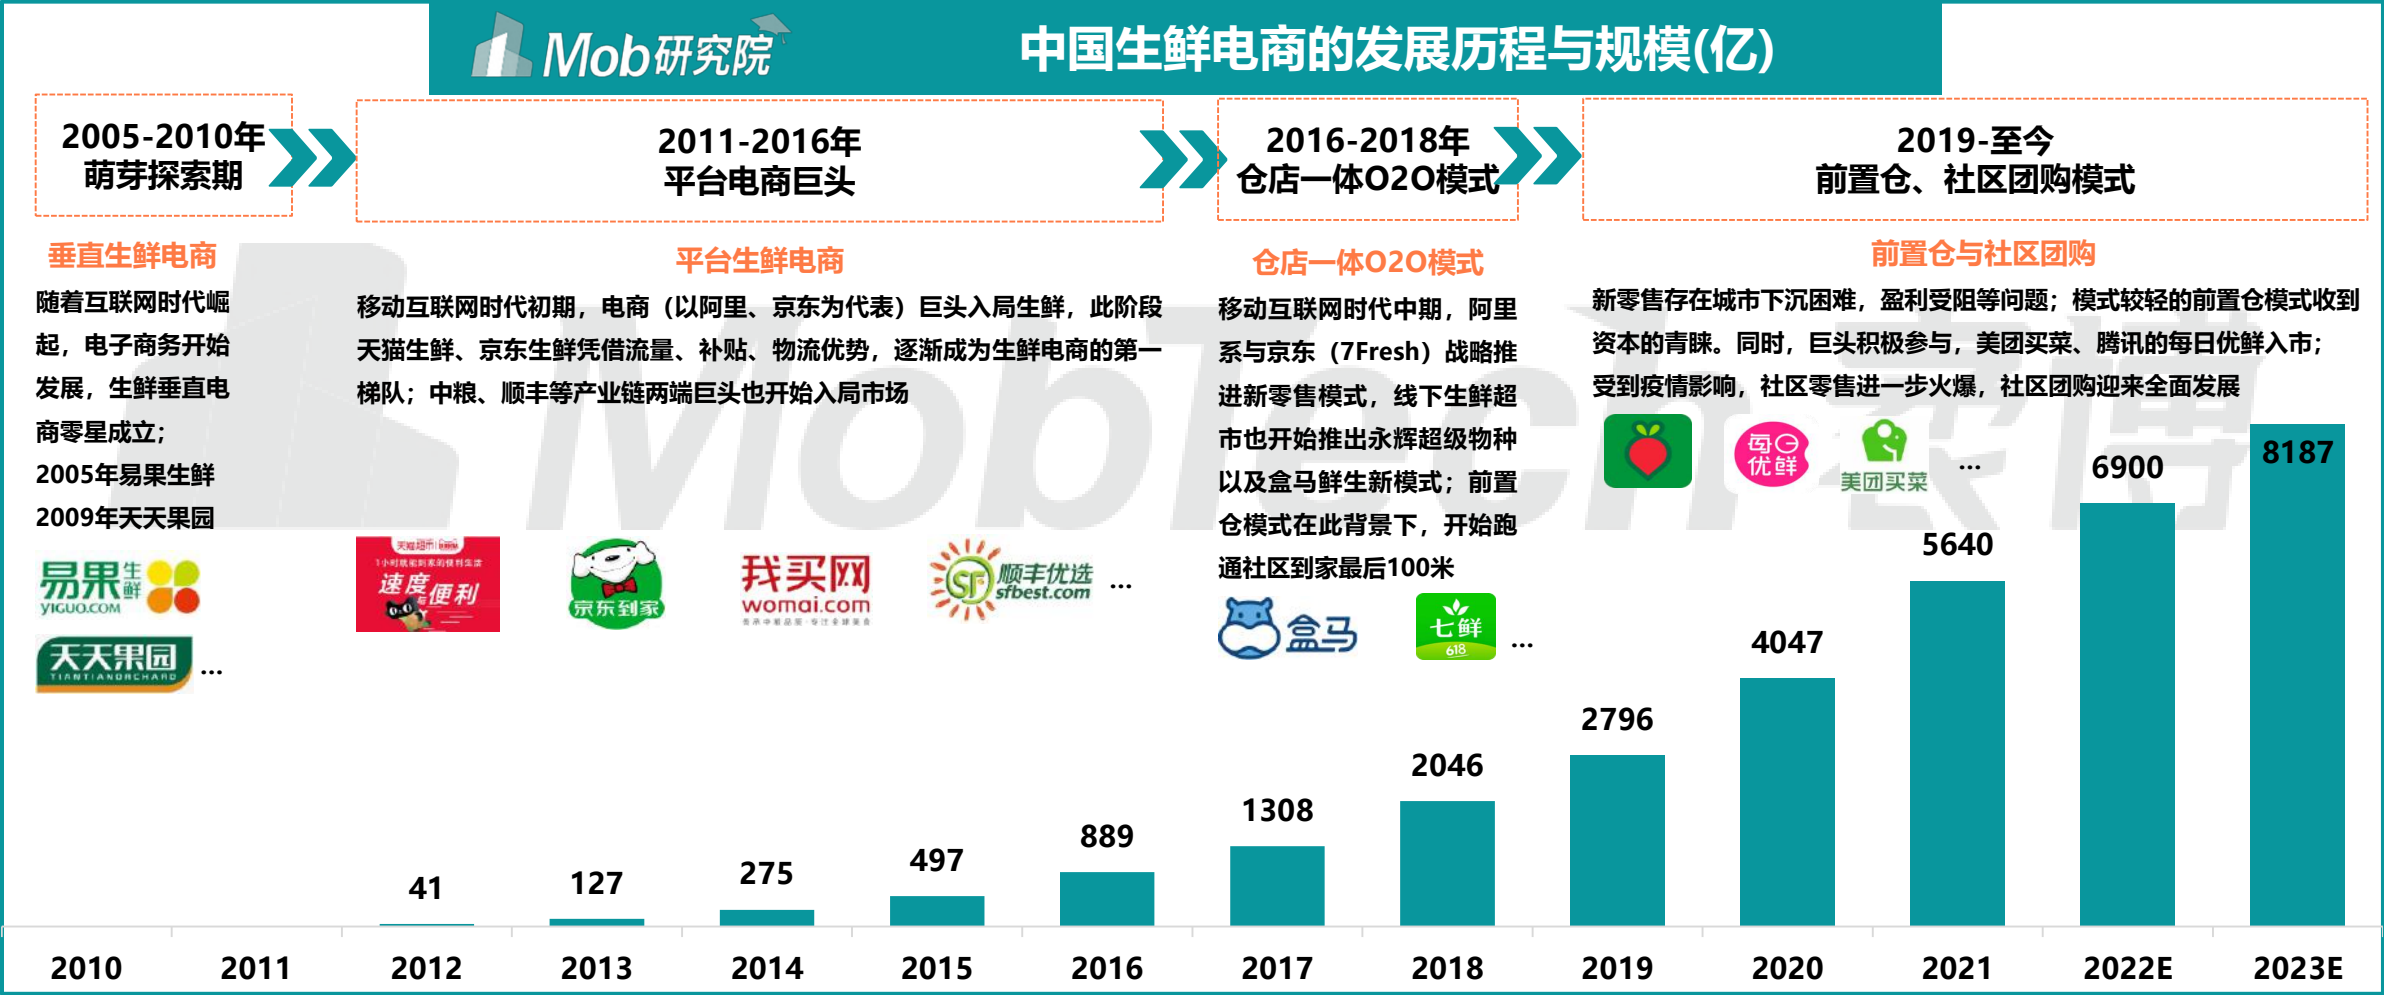 Mob研究院
中国生鲜电商的发展历程与规模(亿)
2005-2010年
萌芽探索期
2011-2016年
平台电商巨头
2016-2018年
仓店一体O2O模式
2019-至今
前置仓、社区团购模式
垂直生鲜电商
随着互联网时代崛
起，电子商务开始
发展，生鲜垂直电
商零星成立；
2005年易果生鲜
2009年天天果园
易果生鲜
YIGUO.COM
天天果园
TIANTIANORCHARD
...
平台生鲜电商
移动互联网时代初期，电商（以阿里、京东为代表）巨头入局生鲜，此阶段
天猫生鲜、京东生鲜凭借流量、补贴、物流优势，逐渐成为生鲜电商的第一
梯队；中粮、顺丰等产业链两端巨头也开始入局市场
天猫超市
1小时就能到家的便利生活
速度与便利
京东到家
我买网
womai.com
SF
顺丰优选
sfbest.com
...
仓店一体O2O模式
移动互联网时代中期，阿里
系与京东（7Fresh）战略推
进新零售模式，线下生鲜超
市也开始推出永辉超级物种
以及盒马鲜生新模式；前置
仓模式在此背景下，开始跑
通社区到家最后100米
盒马
七鲜
618
...
前置仓与社区团购
新零售存在城市下沉困难，盈利受阻等问题；模式较轻的前置仓模式收到
资本的青睐。同时，巨头积极参与，美团买菜、腾讯的每日优鲜入市；
受到疫情影响，社区零售进一步火爆，社区团购迎来全面发展
每日
优鲜
美团买菜
...
MobTech 袤博
41
127
275
497
889
1308
2046
2796
4047
5640
6900
8187
2010
2011
2012
2013
2014
2015
2016
2017
2018
2019
2020
2021
2022E
2023E